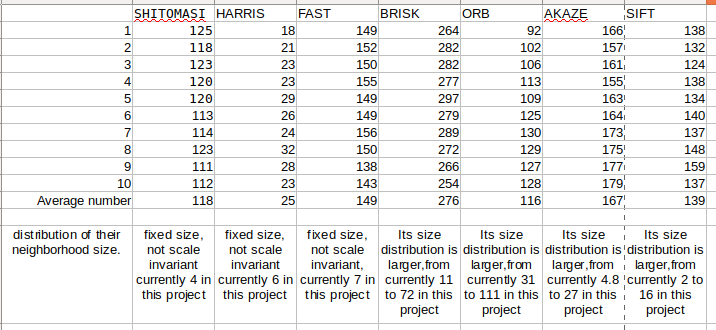 SHITOMASI HARRIS FAST BRISK ORB AKAZE SIFT
1 125 18 149 264 92 166 138
2 118 21 152 282 102 157 132
3 123 23 150 282 106 161 124
4 120 23 155 277 113 155 138
5 120 29 149 297 109 163 134
6 113 26 149 279 125 164 140
7 114 24 156 289 130 173 137
8 123 32 150 272 129 175 148
9 111 28 138 266 127 177 159
10 112 23 143 254 128 179 137
Average number 118 25 149 276 116 167 139
distribution of their
neighborhood size.
fixed size,
not scale
invariant
currently 4 in
this project
fixed size,
not scale
invariant
currently 6 in
this project
fixed size,
not scale
invariant,
currently 7 in
this project
Its size
distribution is
larger,from
currently 11
to 72 in this
project
Its size
distribution is
larger,from
currently 31
to 111 in this
project
Its size
distribution is
larger,from
currently 4.8
to 27 in this
project
Its size
distribution is
larger,from
currently 2 to
16 in this
project